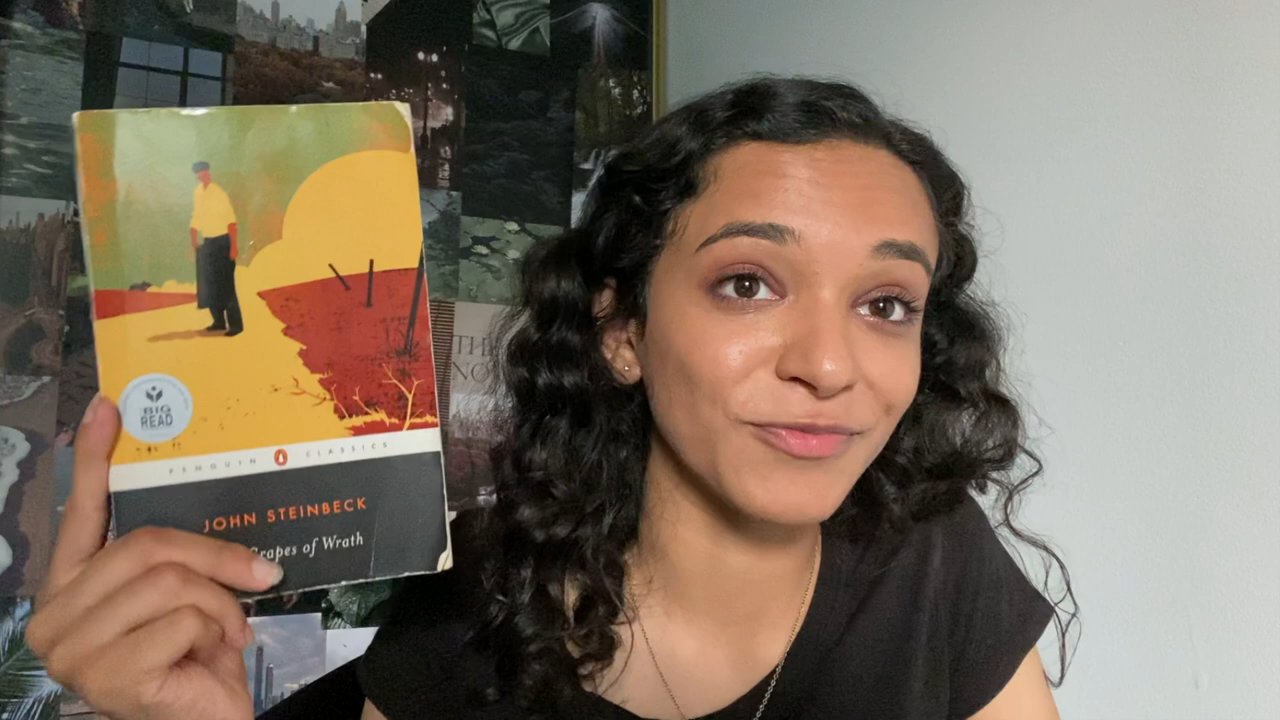 BIG
READ
PENGUIN CLASSICS
JOHN STEINBECK
Grapes of Wrath